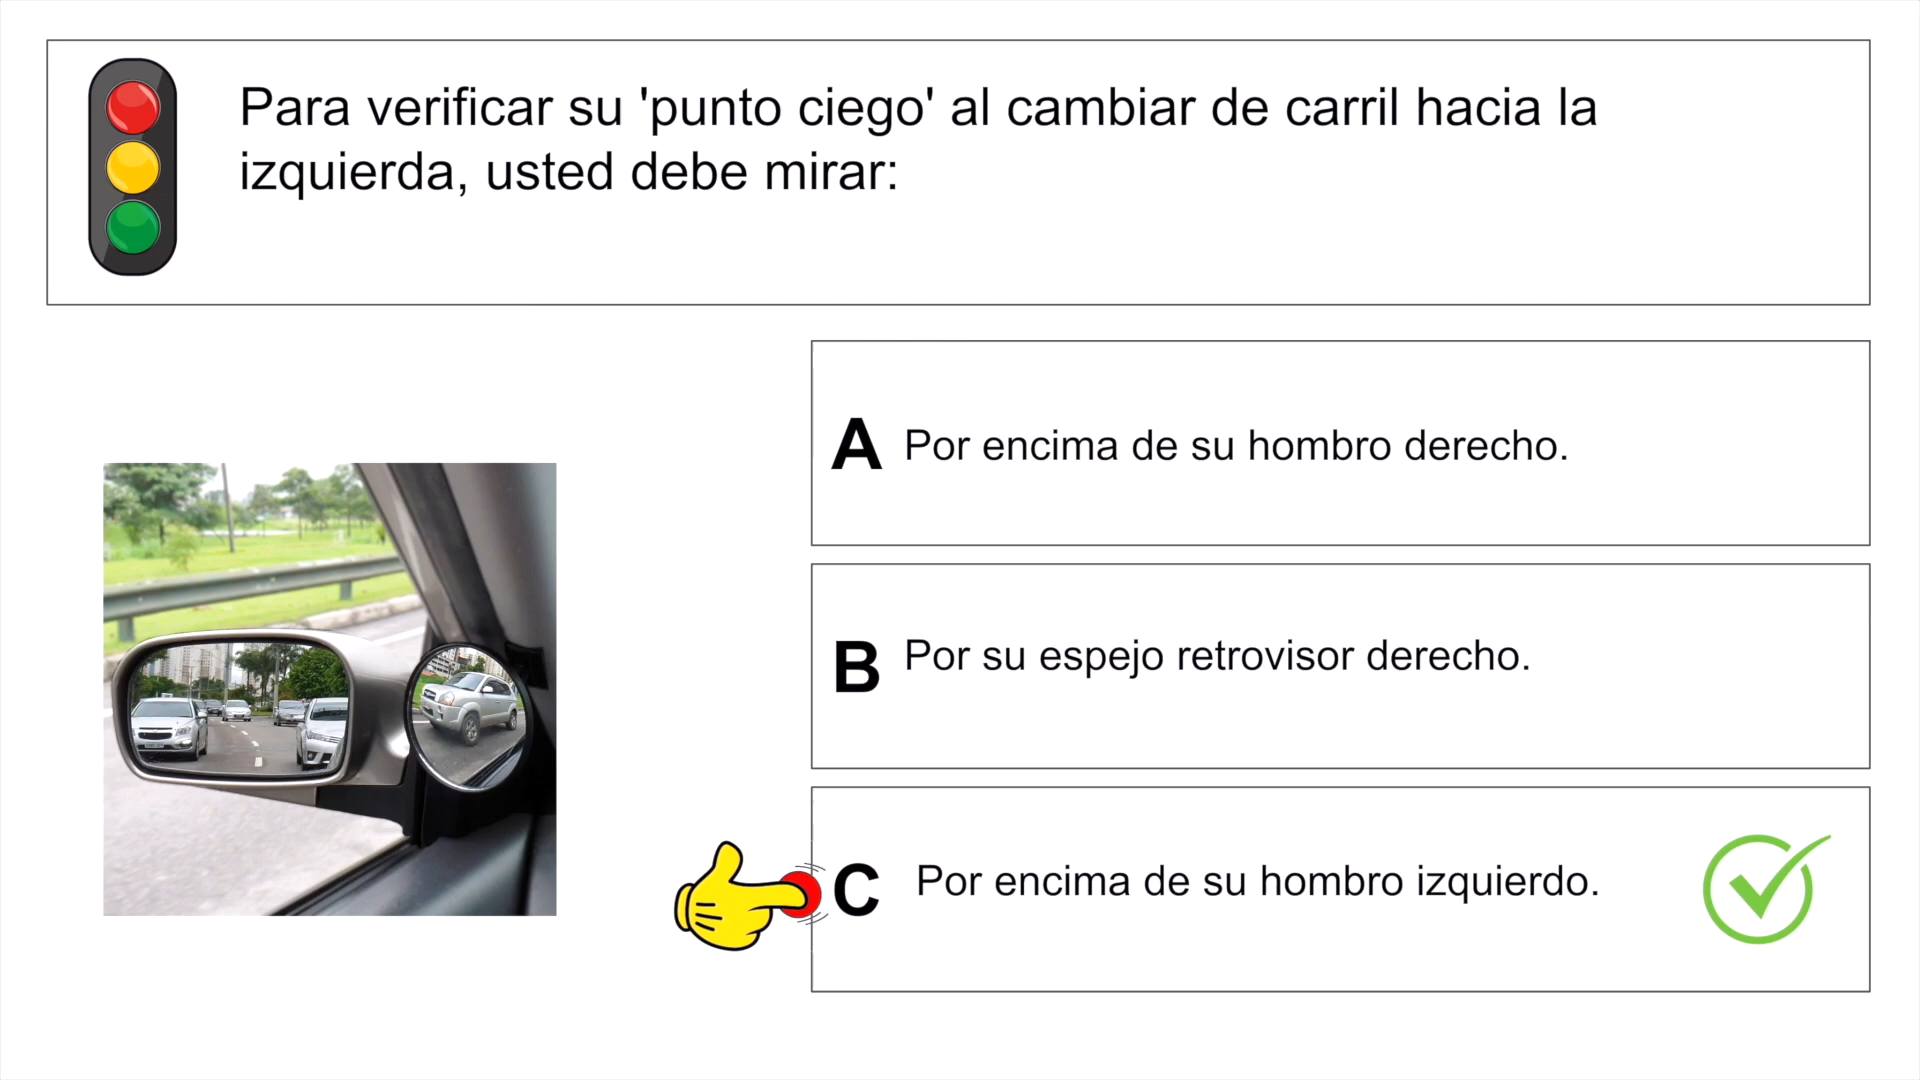 Para verificar su 'punto ciego' al cambiar de carril hacia la
izquierda, usted debe mirar:
A Por encima de su hombro derecho.
B Por su espejo retrovisor derecho.
C Por encima de su hombro izquierdo.